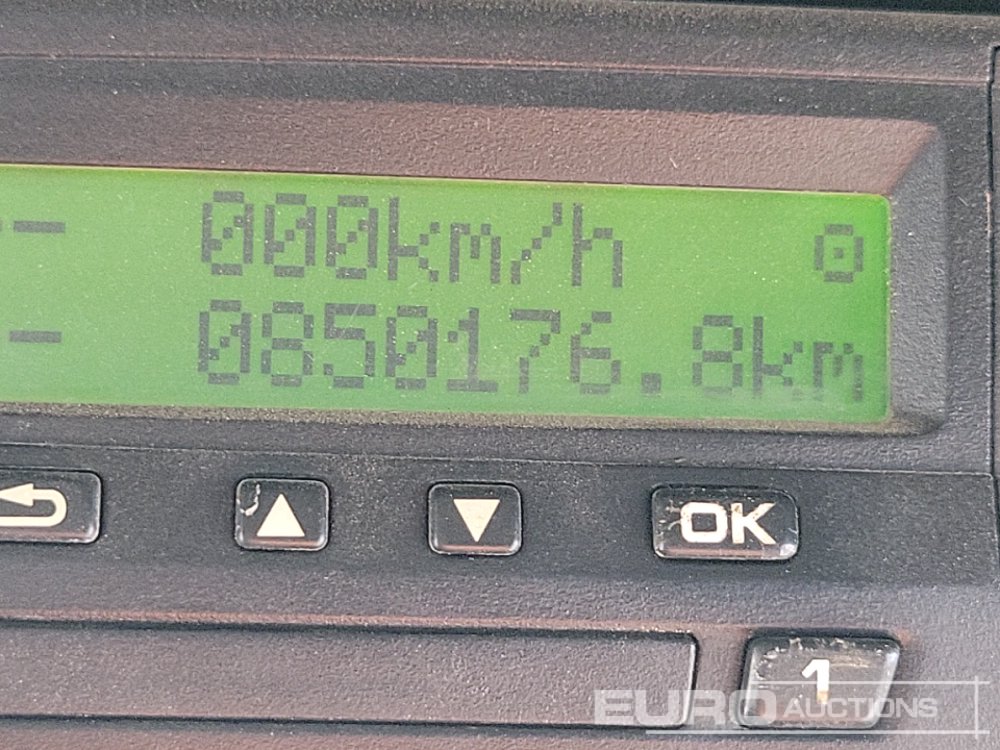 -- 000km/h
- 0850176.8km
OK
1
EURO AUCTIONS